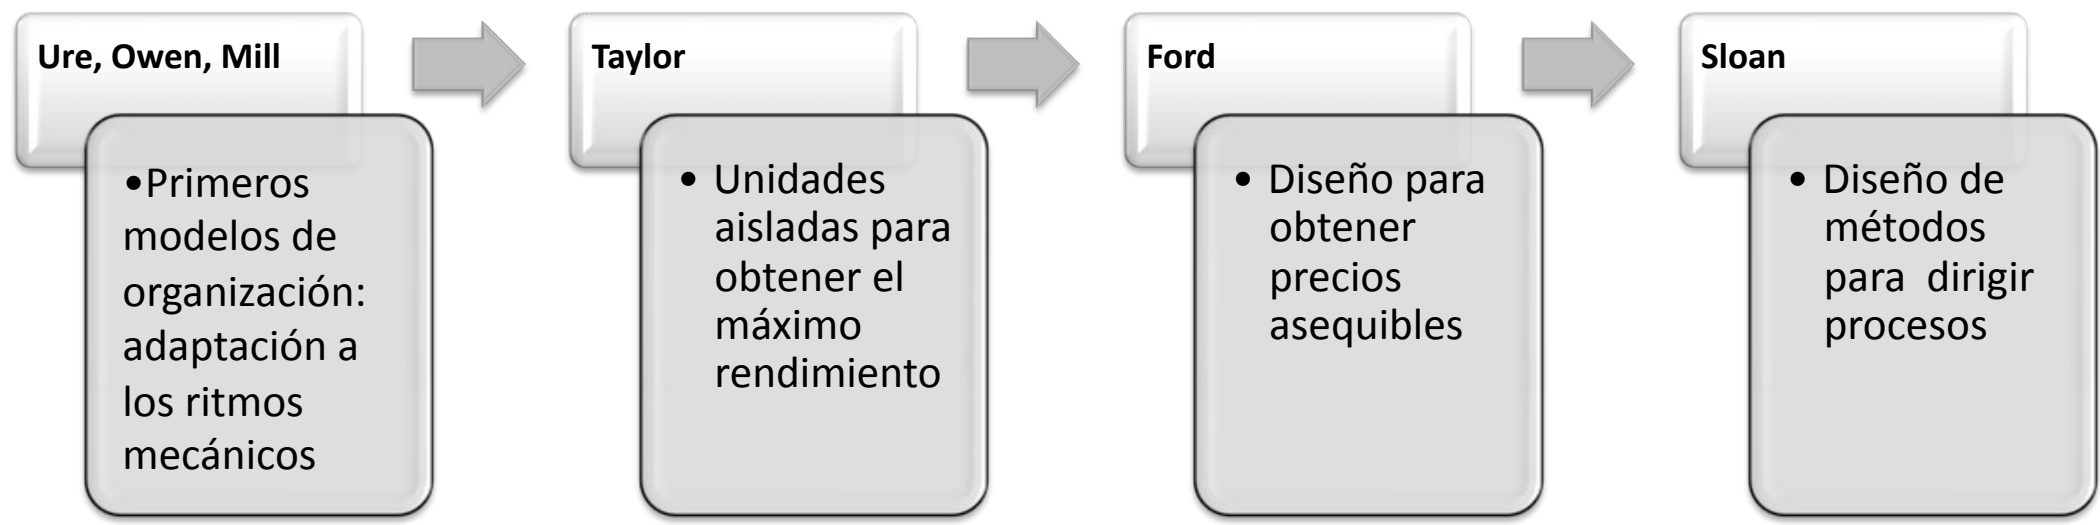 Ure, Owen, Mill
•Primeros
modelos de
organización:
adaptación a
los ritmos
mecánicos
Taylor
• Unidades
aisladas para
obtener el
máximo
rendimiento
Ford
• Diseño para
obtener
precios
asequibles
Sloan
• Diseño de
métodos
para  dirigir
procesos